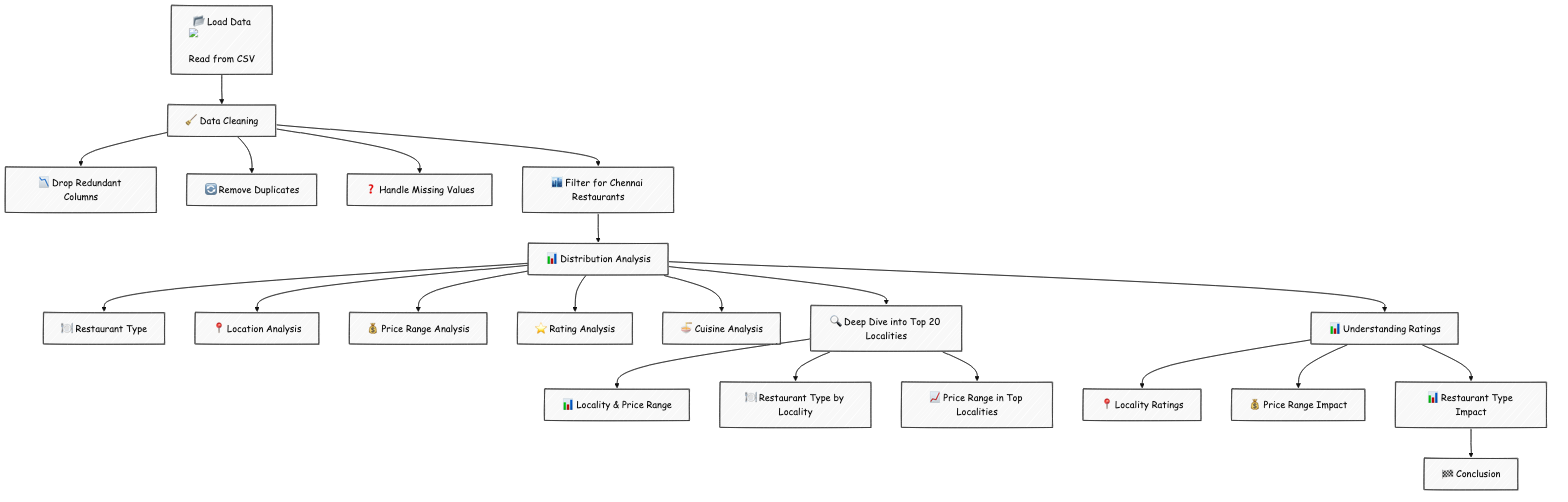 Load Data
Read from CSV
Data Cleaning
Drop Redundant
Columns
Remove Duplicates
Handle Missing Values
Filter for Chennai
Restaurants
Distribution Analysis
Restaurant Type
Location Analysis
Price Range Analysis
Rating Analysis
Cuisine Analysis
Deep Dive into Top 20
Localities
Understanding Ratings
Locality & Price Range
Restaurant Type by
Locality
Price Range in Top
Localities
Locality Ratings
Price Range Impact
Restaurant Type
Impact
Conclusion